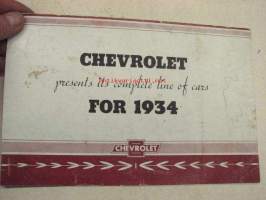 CHEVROLET
presents its complete line of cars
FOR 1934
CHEVROLET